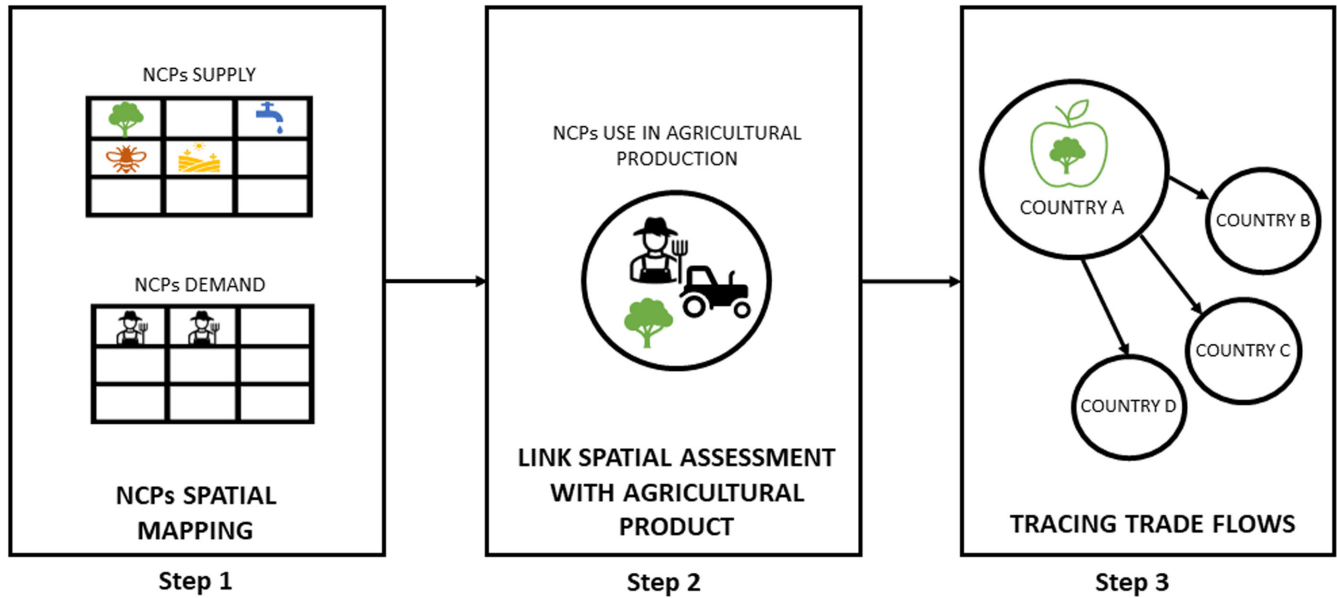 NCPs SUPPLY
NCPs DEMAND
NCPs SPATIAL
MAPPING
Step 1
NCPs USE IN AGRICULTURAL
PRODUCTION
LINK SPATIAL ASSESSMENT
WITH AGRICULTURAL
PRODUCT
Step 2
COUNTRY A
COUNTRY B
COUNTRY C
COUNTRY D
TRACING TRADE FLOWS
Step 3